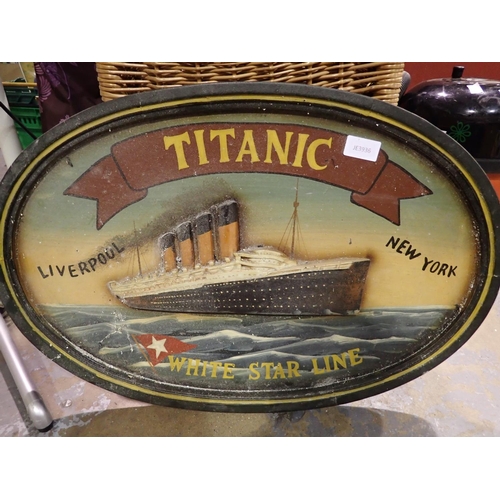 TITANIC
LIVERPOOL
NEW YORK
WHITE STAR LINE